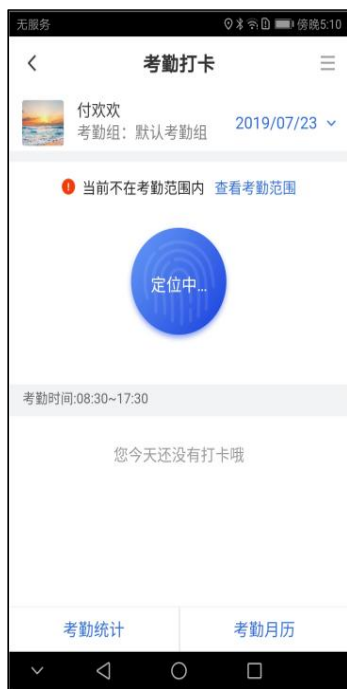 无服务 傍晚5:10
考勤打卡
付欢欢
考勤组：默认考勤组 2019/07/23
当前不在考勤范围内 查看考勤范围
定位中...
考勤时间:08:30~17:30
您今天还没有打卡哦
考勤统计 考勤月历